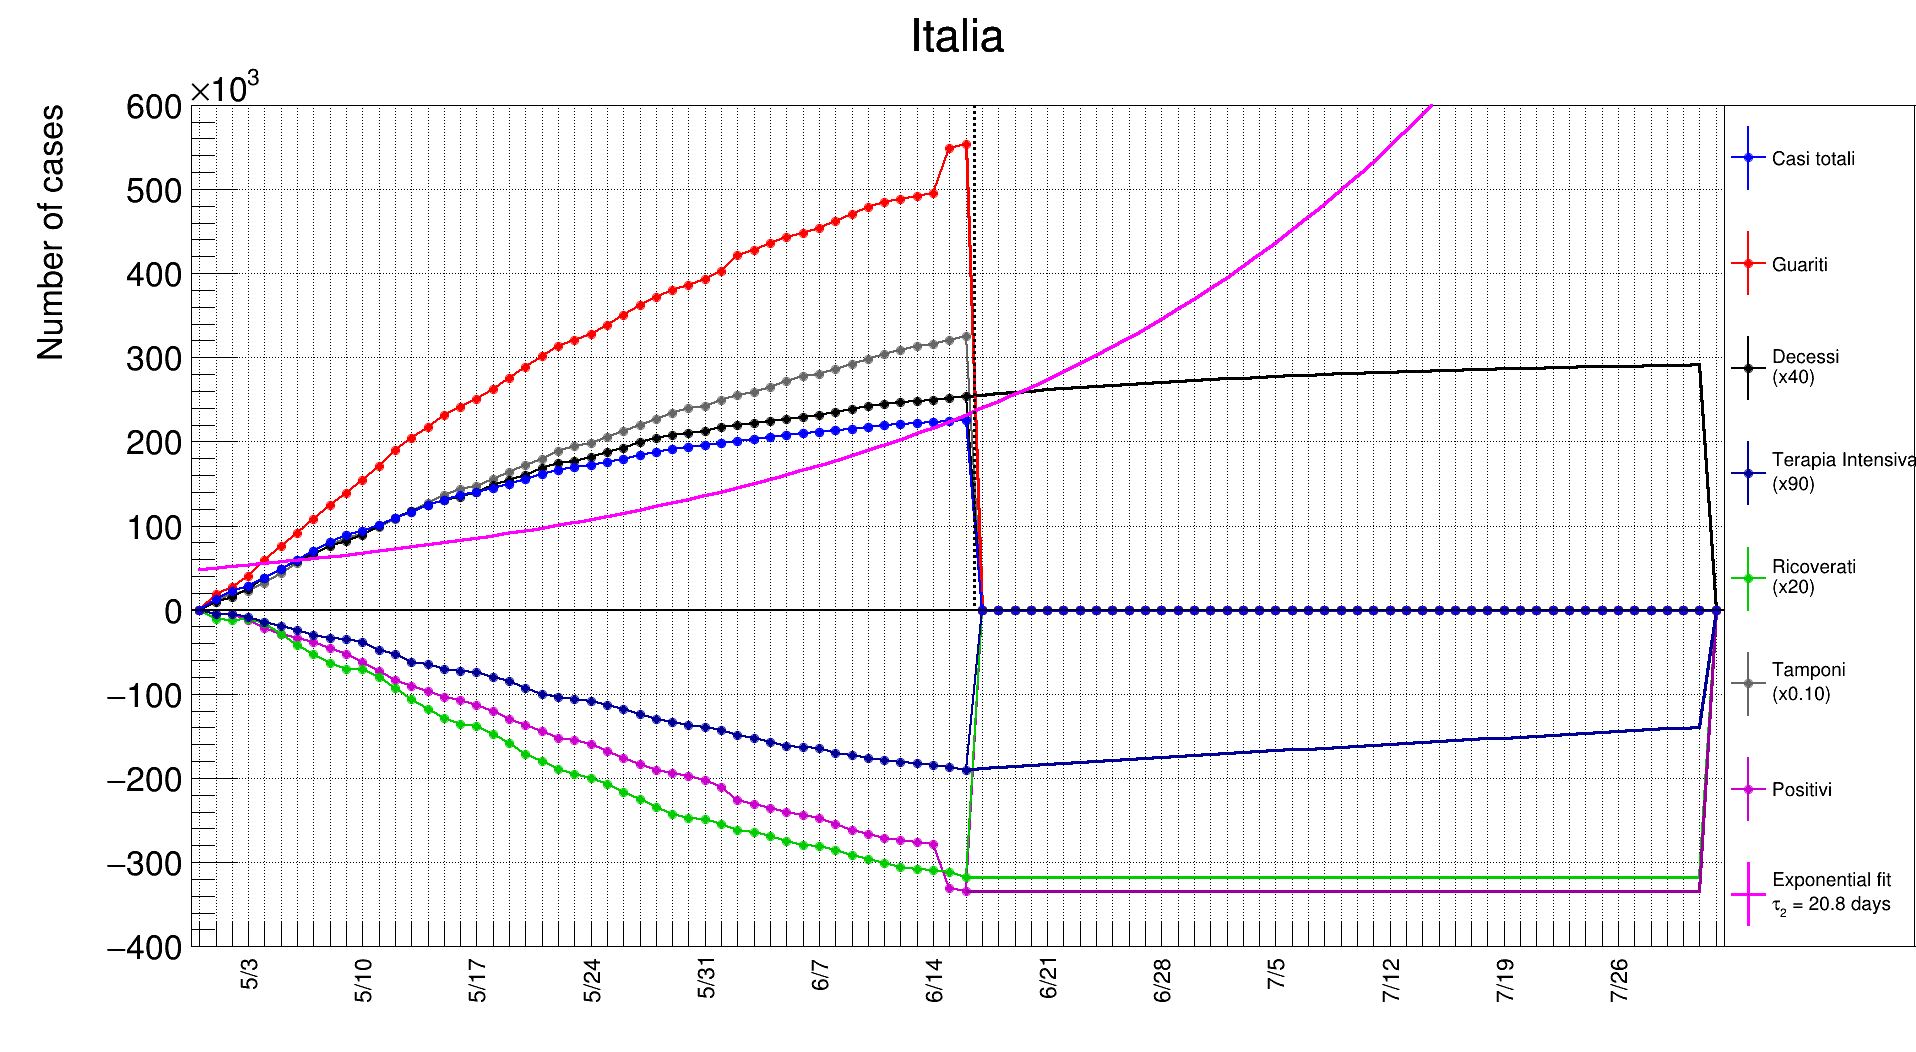 Italia
×10³
Number of cases
600
500
400
300
200
100
0
−100
−200
−300
−400
5/3
5/10
5/17
5/24
5/31
6/7
6/14
6/21
6/28
7/5
7/12
7/19
7/26
Casi totali
Guariti
Decessi
(x40)
Terapia Intensiva
(x90)
Ricoverati
(x20)
Tamponi
(x0.10)
Positivi
Exponential fit
τ₂ = 20.8 days